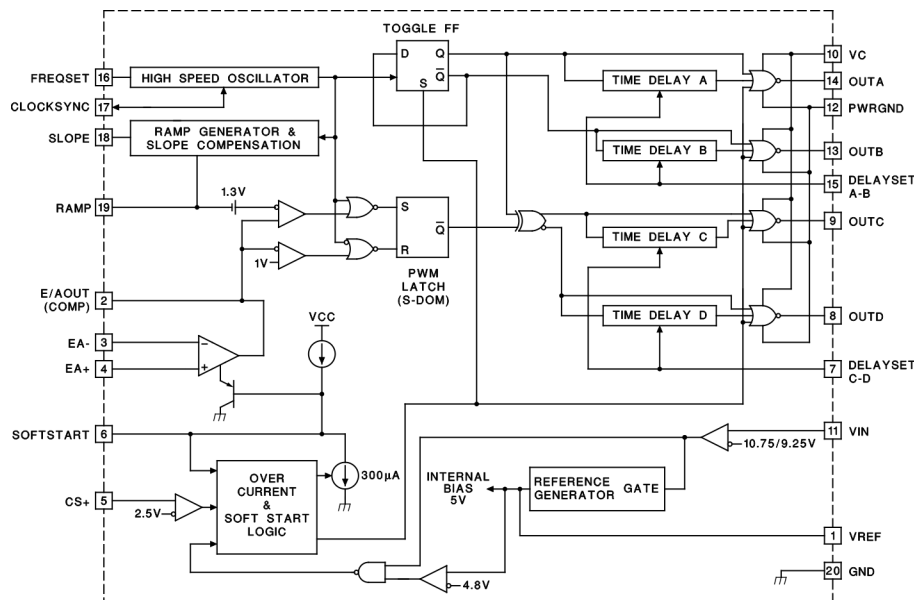 TOGGLE FF
D Q
Q
S
10 VC
FREQSET 16 HIGH SPEED OSCILLATOR
TIME DELAY A
14 OUTA
CLOCKSYNC 17
12 PWRGND
SLOPE 18 RAMP GENERATOR &
SLOPE COMPENSATION
TIME DELAY B
13 OUTB
15 DELAYSET
A-B
1.3V
RAMP 19
S
Q
R
9 OUTC
TIME DELAY C
1V
PWM
LATCH
(S-DOM)
E/AOUT
(COMP) 2
TIME DELAY D
8 OUTD
VCC
EA- 3
−
EA+ 4
+
7 DELAYSET
C-D
SOFTSTART 6
11 VIN
10.75/9.25V
OVER
CURRENT
&
SOFT START
LOGIC
300μA
INTERNAL
BIAS
5V
REFERENCE
GENERATOR GATE
CS+ 5
2.5V
1 VREF
4.8V
20 GND